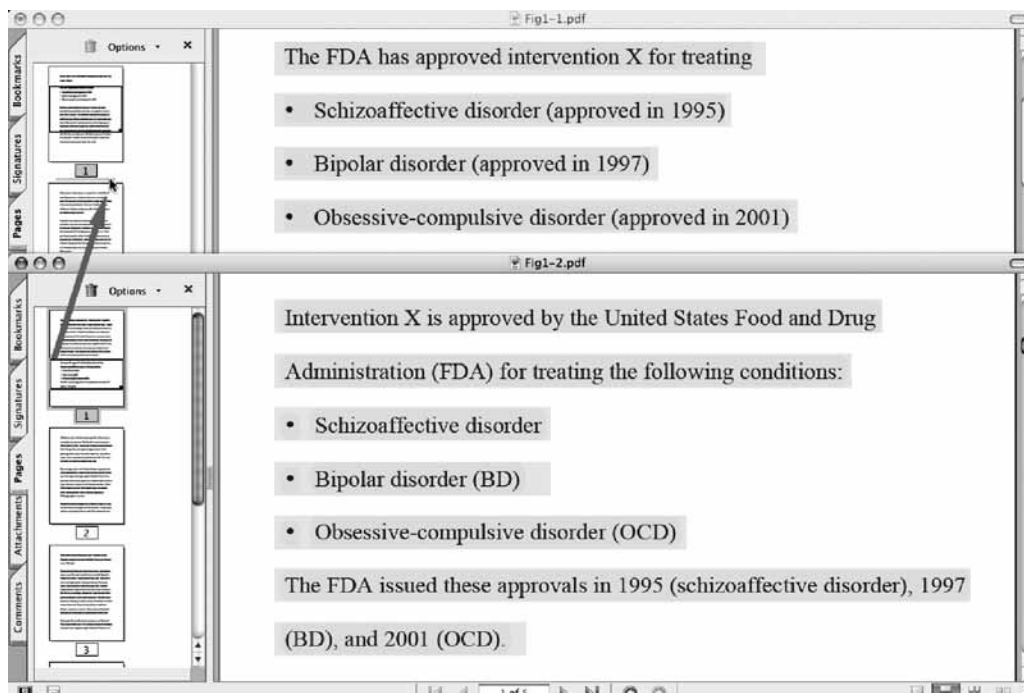 Fig1-1.pdf
Options
Bookmarks
Signatures
Pages
1
The FDA has approved intervention X for treating
• Schizoaffective disorder (approved in 1995)
• Bipolar disorder (approved in 1997)
• Obsessive-compulsive disorder (approved in 2001)
Fig1-2.pdf
Options
Bookmarks
Signatures
Pages
Attachments
Comments
1
2
3
Intervention X is approved by the United States Food and Drug
Administration (FDA) for treating the following conditions:
• Schizoaffective disorder
• Bipolar disorder (BD)
• Obsessive-compulsive disorder (OCD)
The FDA issued these approvals in 1995 (schizoaffective disorder), 1997
(BD), and 2001 (OCD).